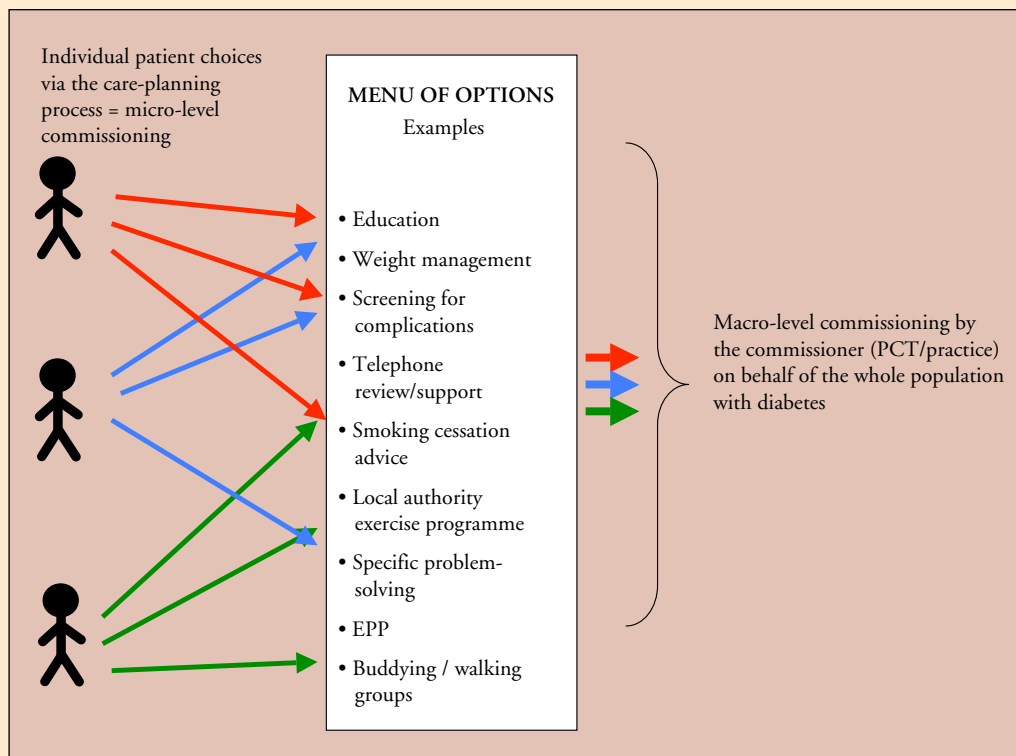 Individual patient choices
via the care-planning
process = micro-level
commissioning
MENU OF OPTIONS
Examples
• Education
• Weight management
• Screening for
complications
• Telephone
review/support
• Smoking cessation
advice
• Local authority
exercise programme
• Specific problem-
solving
• EPP
• Buddying / walking
groups
Macro-level commissioning by
the commissioner (PCT/practice)
on behalf of the whole population
with diabetes